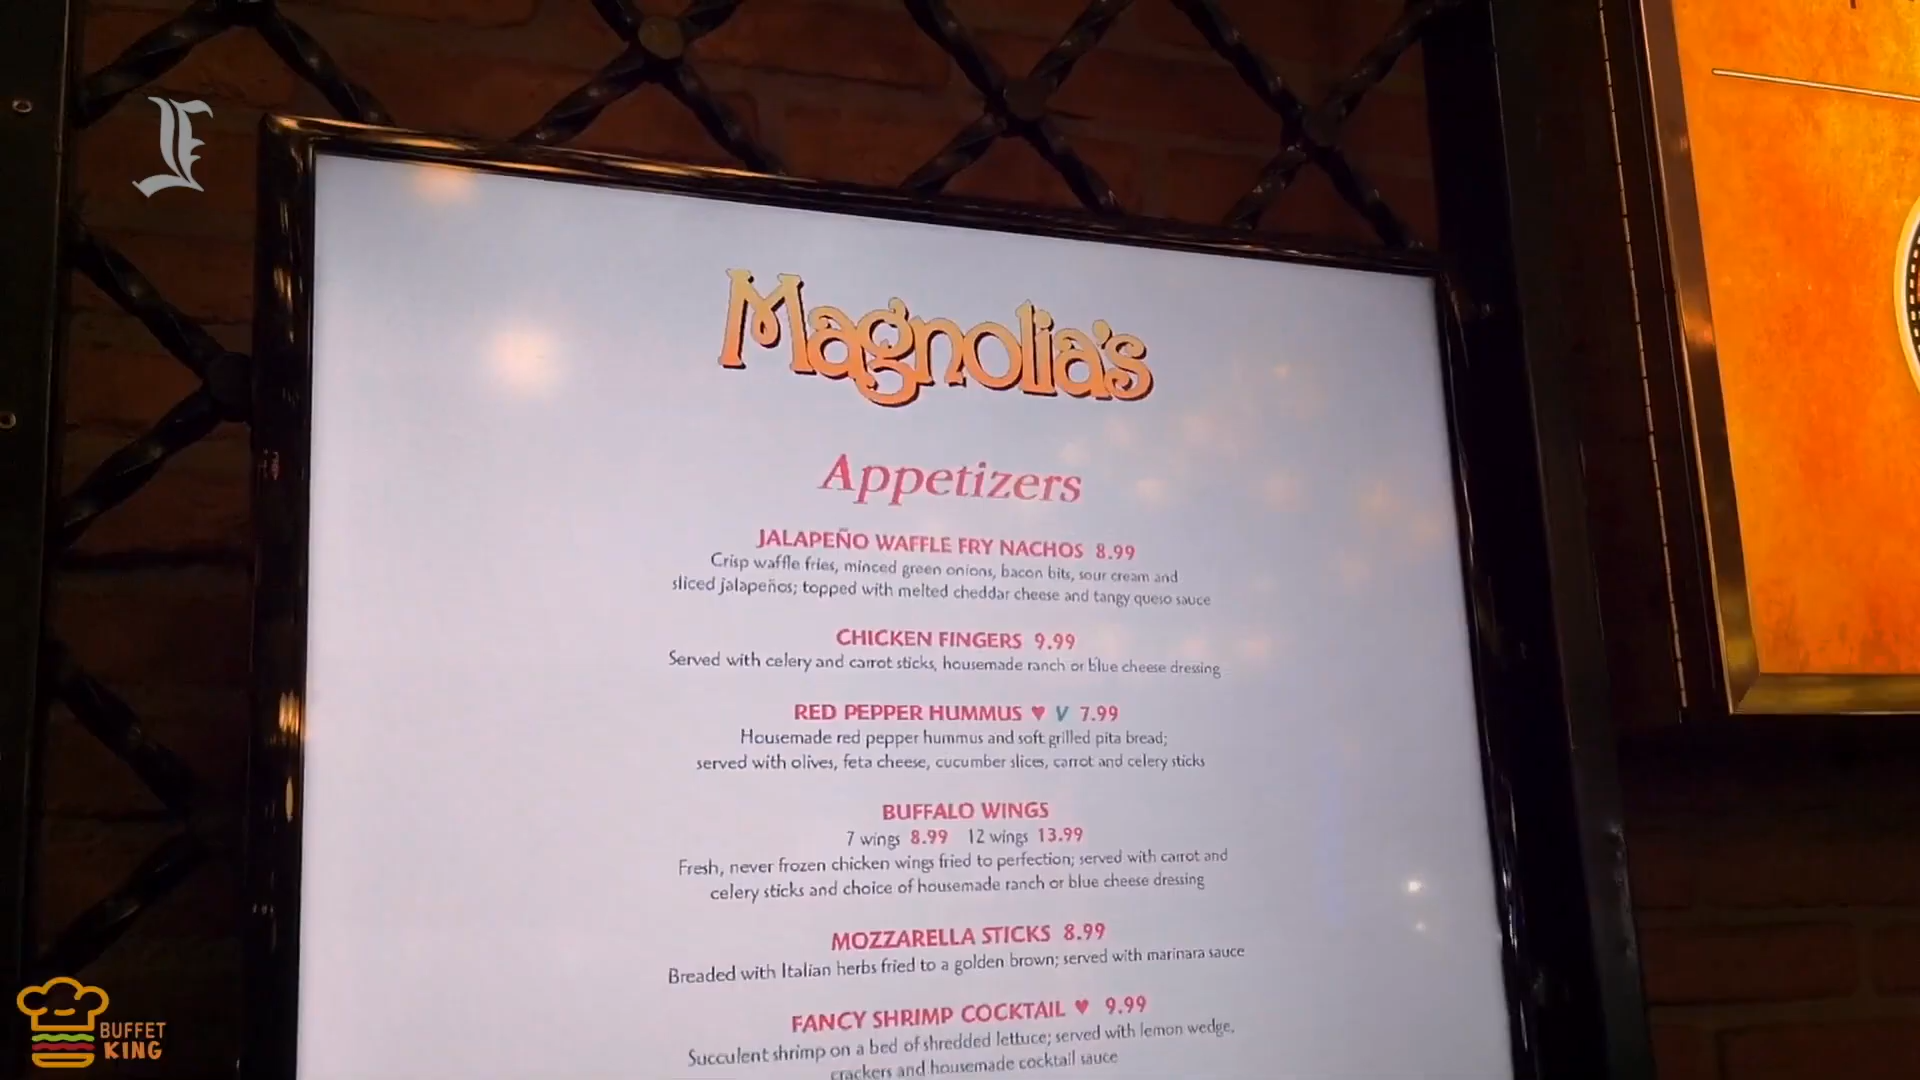 Magnolia's
Appetizers
JALAPEÑO WAFFLE FRY NACHOS 8.99
Crisp waffle fries, minced green onions, bacon bits, sour cream and
sliced jalapeños; topped with melted cheddar cheese and tangy queso sauce
CHICKEN FINGERS 9.99
Served with celery and carrot sticks, housemade ranch or blue cheese dressing
RED PEPPER HUMMUS ♥ V 7.99
Housemade red pepper hummus and soft grilled pita bread;
served with olives, feta cheese, cucumber slices, carrot and celery sticks
BUFFALO WINGS
7 wings 8.99 12 wings 13.99
Fresh, never frozen chicken wings fried to perfection; served with carrot and
celery sticks and choice of housemade ranch or blue cheese dressing
MOZZARELLA STICKS 8.99
Breaded with Italian herbs fried to a golden brown; served with marinara sauce
FANCY SHRIMP COCKTAIL ♥ 9.99
Succulent shrimp on a bed of shredded lettuce; served with lemon wedge,
crackers and housemade cocktail sauce
BUFFET
KING